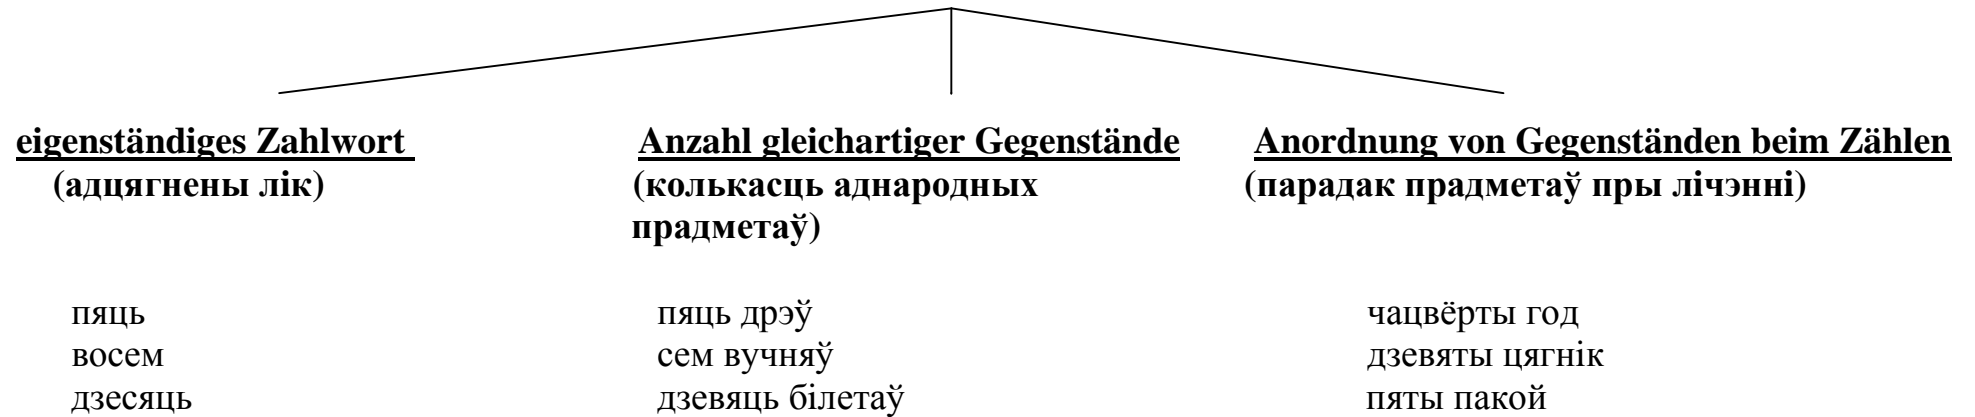 eigenständiges Zahlwort
(адцягнены лік)
Anzahl gleichartiger Gegenstände
(колькасць аднародных
прадметаў)
Anordnung von Gegenständen beim Zählen
(парадак прадметаў пры лічэнні)
пяць
восем
дзесяць
пяць дрэў
сем вучняў
дзевяць білетаў
чацвёрты год
дзевяты цягнік
пяты пакой